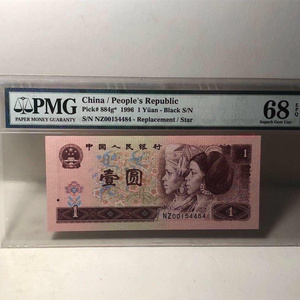 PMG
PAPER MONEY GUARANTY
China / People's Republic
Pick# 884g* 1996 1 Yüan - Black S/N
S/N NZ00154484 - Replacement / Star
68 EPQ
Superb Gem Unc
中国人民银行
1
壹圆
1
NZ00154484
1